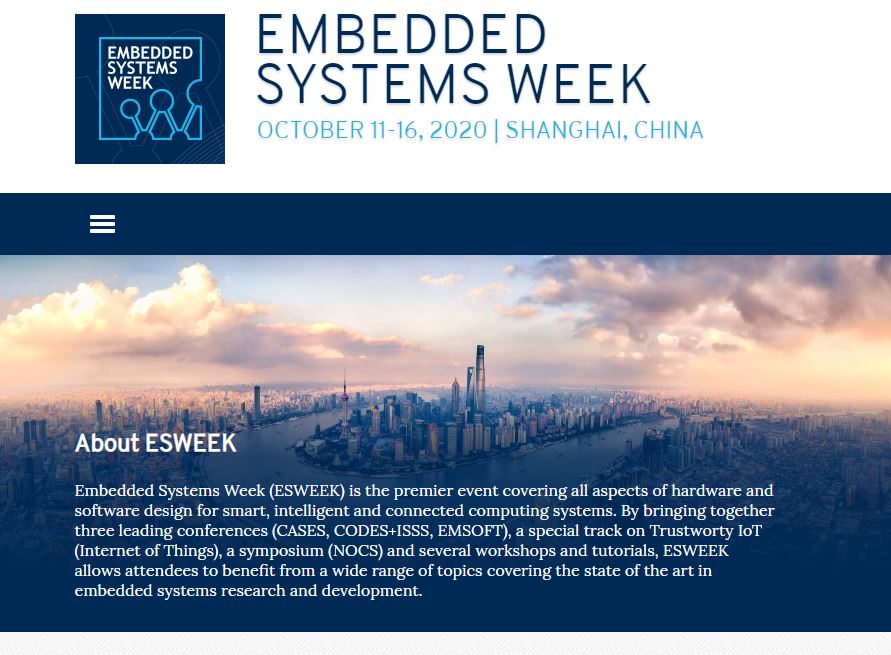 EMBEDDED
SYSTEMS
WEEK
EMBEDDED
SYSTEMS WEEK
OCTOBER 11-16, 2020 | SHANGHAI, CHINA
About ESWEEK
Embedded Systems Week (ESWEEK) is the premier event covering all aspects of hardware and
software design for smart, intelligent and connected computing systems. By bringing together
three leading conferences (CASES, CODES+ISSS, EMSOFT), a special track on Trustworty IoT
(Internet of Things), a symposium (NOCS) and several workshops and tutorials, ESWEEK
allows attendees to benefit from a wide range of topics covering the state of the art in
embedded systems research and development.